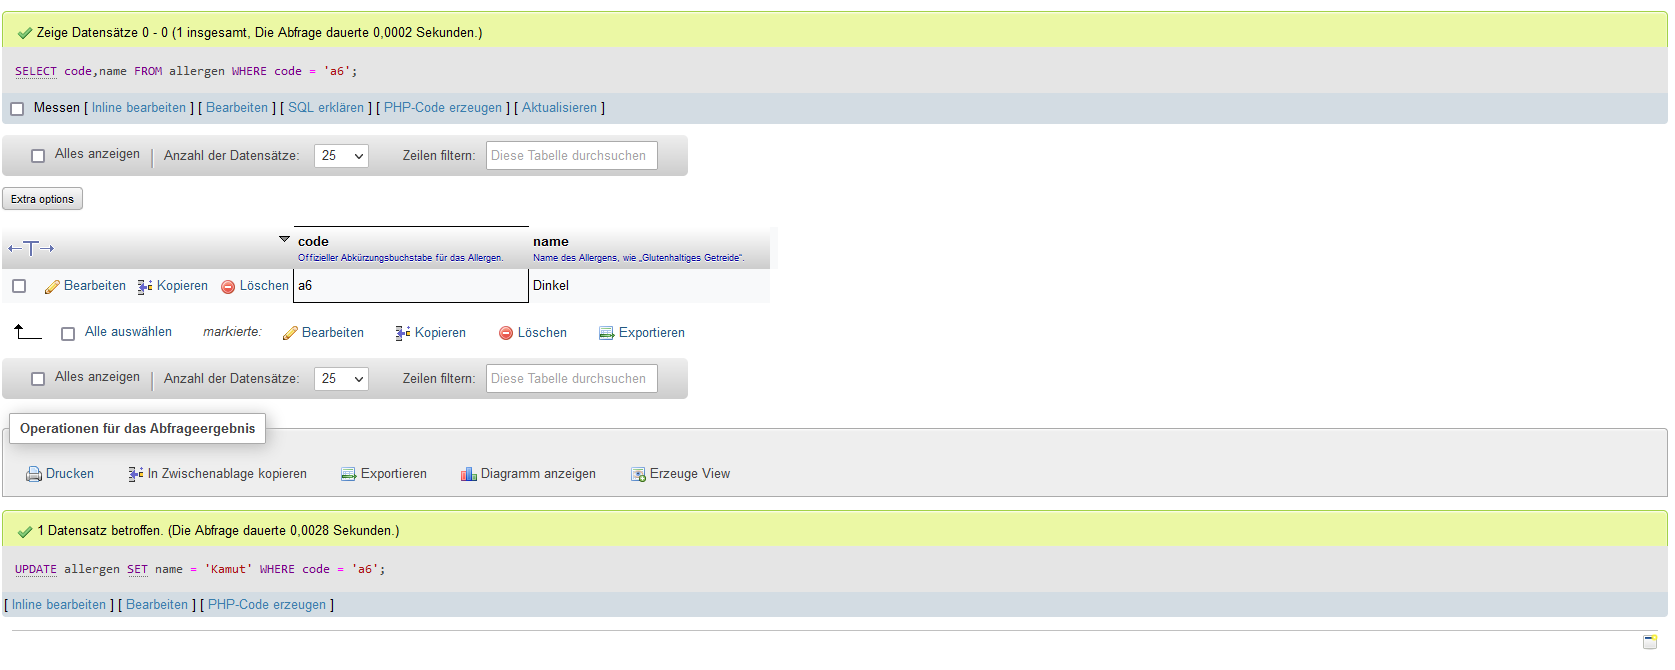 Zeige Datensätze 0 - 0 (1 insgesamt, Die Abfrage dauerte 0,0002 Sekunden.)
SELECT code,name FROM allergen WHERE code = 'a6';
Messen [ Inline bearbeiten ] [ Bearbeiten ] [ SQL erklären ] [ PHP-Code erzeugen ] [ Aktualisieren ]
Alles anzeigen Anzahl der Datensätze: 25 Zeilen filtern: Diese Tabelle durchsuchen
Extra options
←T→ code name
Offizieller Abkürzungsbuchstabe für das Allergen. Name des Allergens, wie „Glutenhaltiges Getreide“.
Bearbeiten Kopieren Löschen a6 Dinkel
Alle auswählen markierte: Bearbeiten Kopieren Löschen Exportieren
Alles anzeigen Anzahl der Datensätze: 25 Zeilen filtern: Diese Tabelle durchsuchen
Operationen für das Abfrageergebnis
Drucken In Zwischenablage kopieren Exportieren Diagramm anzeigen Erzeuge View
1 Datensatz betroffen. (Die Abfrage dauerte 0,0028 Sekunden.)
UPDATE allergen SET name = 'Kamut' WHERE code = 'a6';
[ Inline bearbeiten ] [ Bearbeiten ] [ PHP-Code erzeugen ]